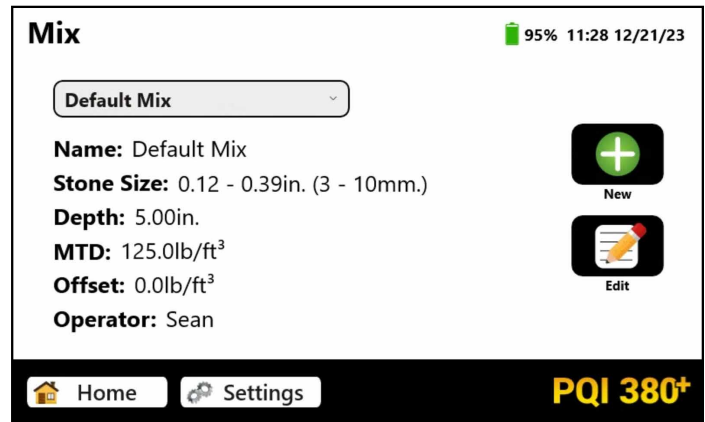 Mix
95% 11:28 12/21/23
Default Mix
Name: Default Mix
Stone Size: 0.12 - 0.39in. (3 - 10mm.)
Depth: 5.00in.
MTD: 125.0lb/ft³
Offset: 0.0lb/ft³
Operator: Sean
New
Edit
Home
Settings
PQI 380+